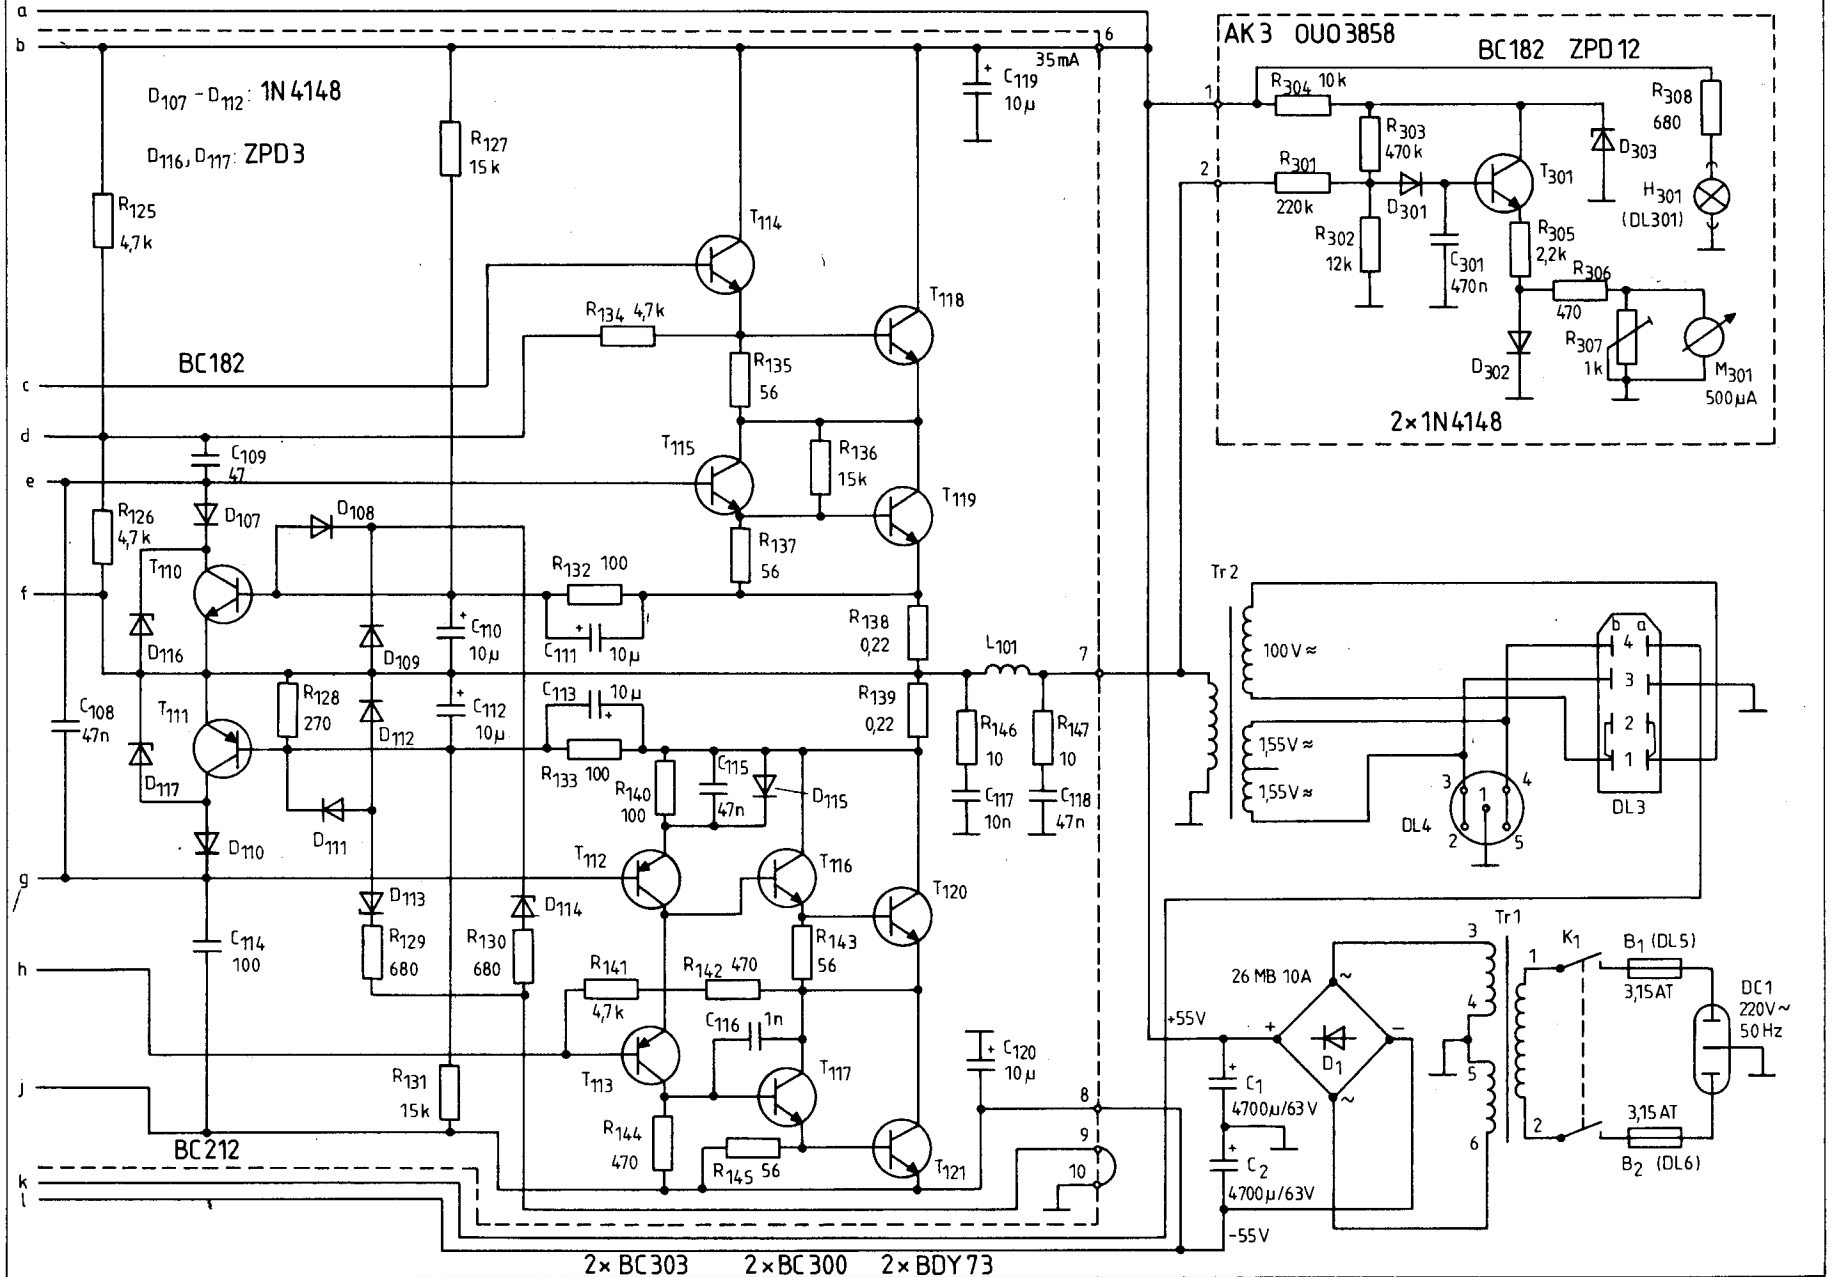 a
b
6
35mA
AK3 0U03858
BC182 ZPD12
D107 - D112: 1N4148
D116, D117: ZPD3
+
C119
10µ
R127
15k
R125
4,7k
T114
T118
R134 4,7k
R135
56
BC182
c
d
e
f
g
h
j
k
l
C109
47
R126
4,7k
D107
D108
T110
D116
D109
T115
R136
15k
T119
R137
56
R132 100
+
C111 10µ
+
C110
10µ
R138
0,22
R139
0,22
R128
270
T111
D117
C108
47n
D112
+
C112
10µ
C113 10µ
+
R133 100
R140
100
C115
47n
D115
L101
7
R146
10
C117
10n
R147
10
C118
47n
D110
D111
D113
D114
T112
T116
T120
C114
100
R129
680
R130
680
R141
4,7k
R142 470
R143
56
C116 1n
T113
T117
R131
15k
R144
470
R145 56
T121
+
C120
10µ
8
9
10
BC212
2×BC303 2×BC300 2×BDY73
1
2
R304 10k
R303
470k
R301
220k
R302
12k
D301
C301
470n
T301
D303
R308
680
H301
(DL301)
R305
2,2k
R306
470
R307
1k
D302
M301
500µA
2×1N4148
Tr2
100V≈
1,55V≈
1,55V≈
b a
4
3
2
1
DL3
3 4
1
2 5
DL4
+55V
-55V
26 MB 10A
~
+
-
D1
~
+
C1
4700µ/63V
+
C2
4700µ/63V
3
4
5
6
Tr1
1
2
K1
B1 (DL5)
3,15AT
3,15AT
B2 (DL6)
DC1
220V~
50Hz